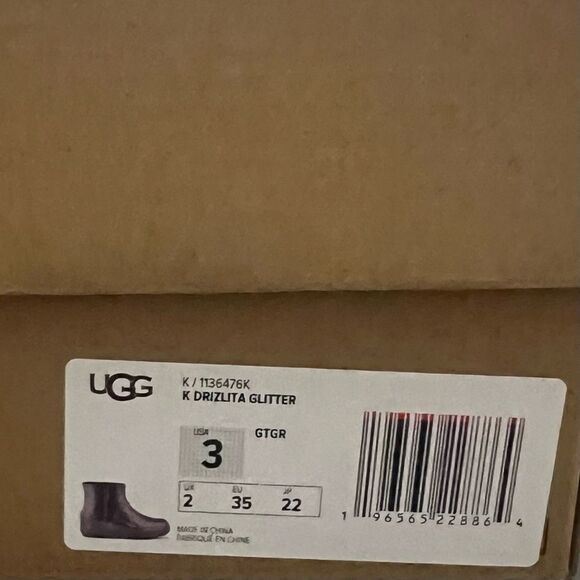 UGG
K / 1136476K
K DRIZLITA GLITTER
USA
3
GTGR
UK EU JP
2 35 22
MADE IN CHINA
FABRIQUÉ EN CHINE
1 96565 22886 4